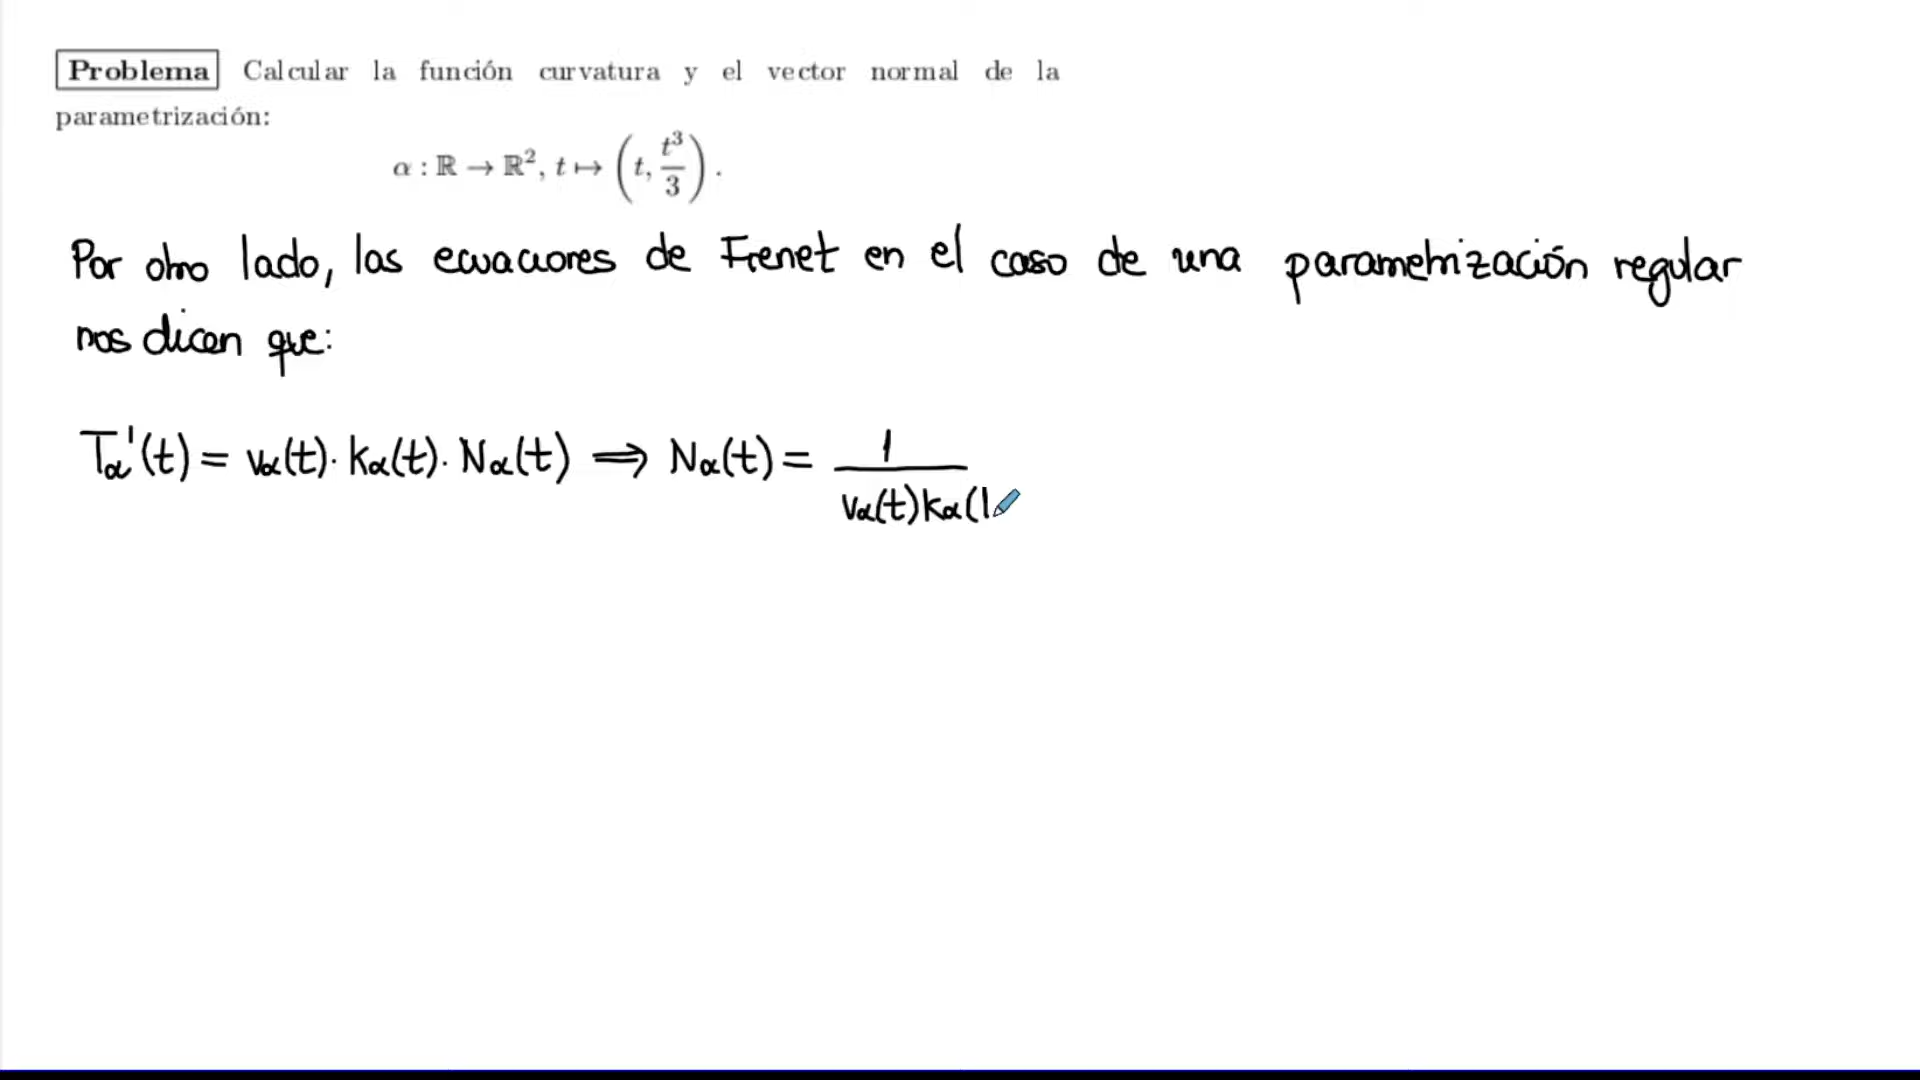 Problema Calcular la función curvatura y el vector normal de la
parametrización:
α : ℝ → ℝ², t ↦ (t, t³/3).
Por otro lado, las ecuaciones de Frenet en el caso de una parametrización regular
nos dicen que:
Tα'(t) = vα(t) · kα(t) · Nα(t) ⟹ Nα(t) = 1/vα(t)kα(